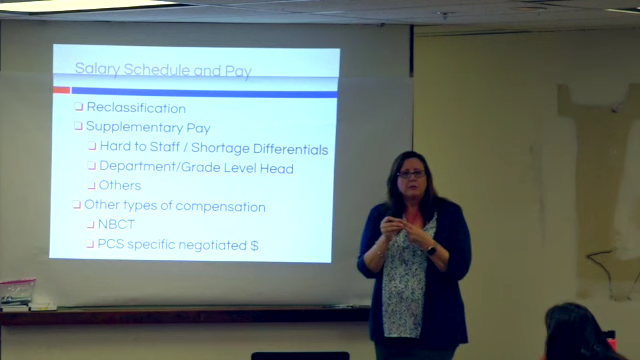 Salary Schedule and Pay
Reclassification
Supplementary Pay
Hard to Staff / Shortage Differentials
Department/Grade Level Head
Others
Other types of compensation
NBCT
PCS specific negotiated $